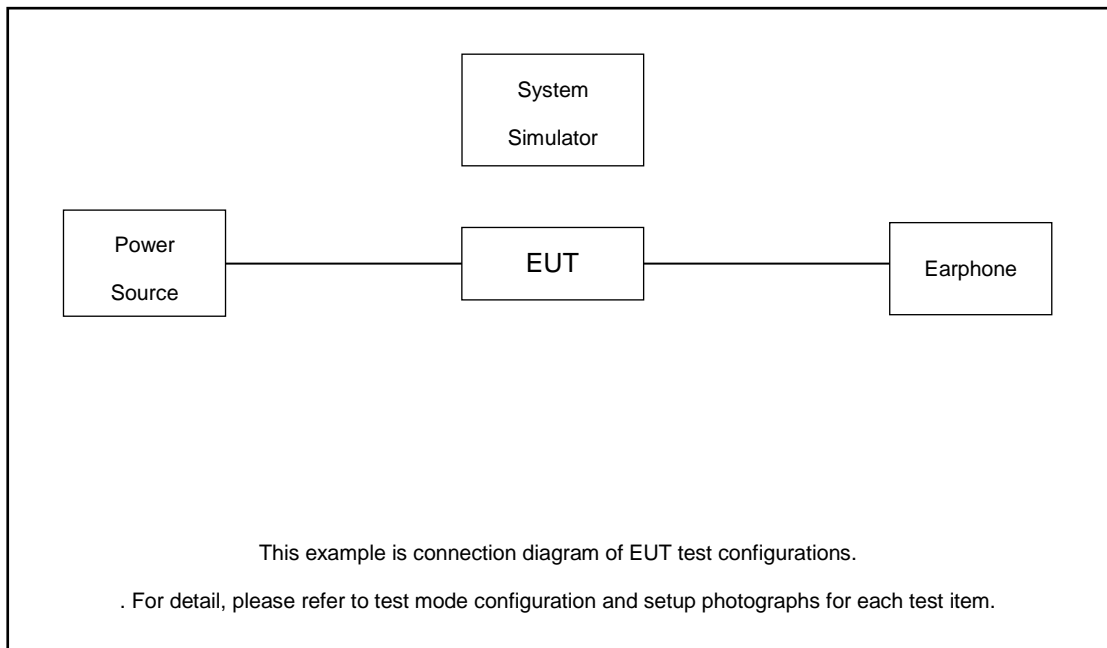 System
Simulator
Power
Source
EUT
Earphone
This example is connection diagram of EUT test configurations.
. For detail, please refer to test mode configuration and setup photographs for each test item.